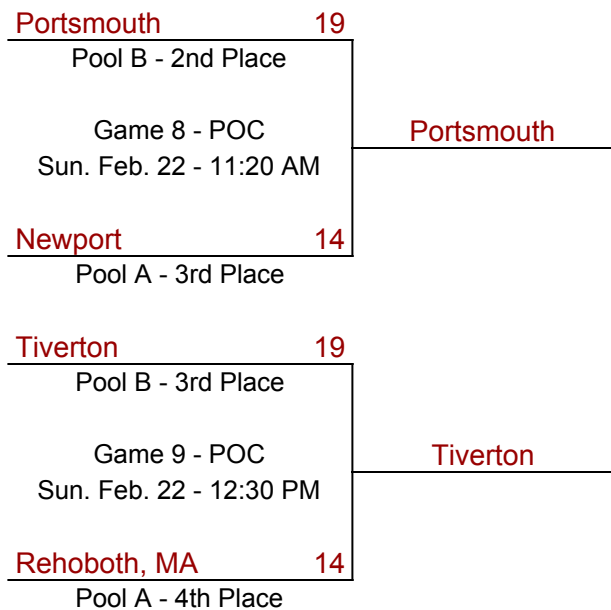 Portsmouth 19
Pool B - 2nd Place
Game 8 - POC
Sun. Feb. 22 - 11:20 AM
Portsmouth
Newport 14
Pool A - 3rd Place
Tiverton 19
Pool B - 3rd Place
Game 9 - POC
Sun. Feb. 22 - 12:30 PM
Tiverton
Rehoboth, MA 14
Pool A - 4th Place